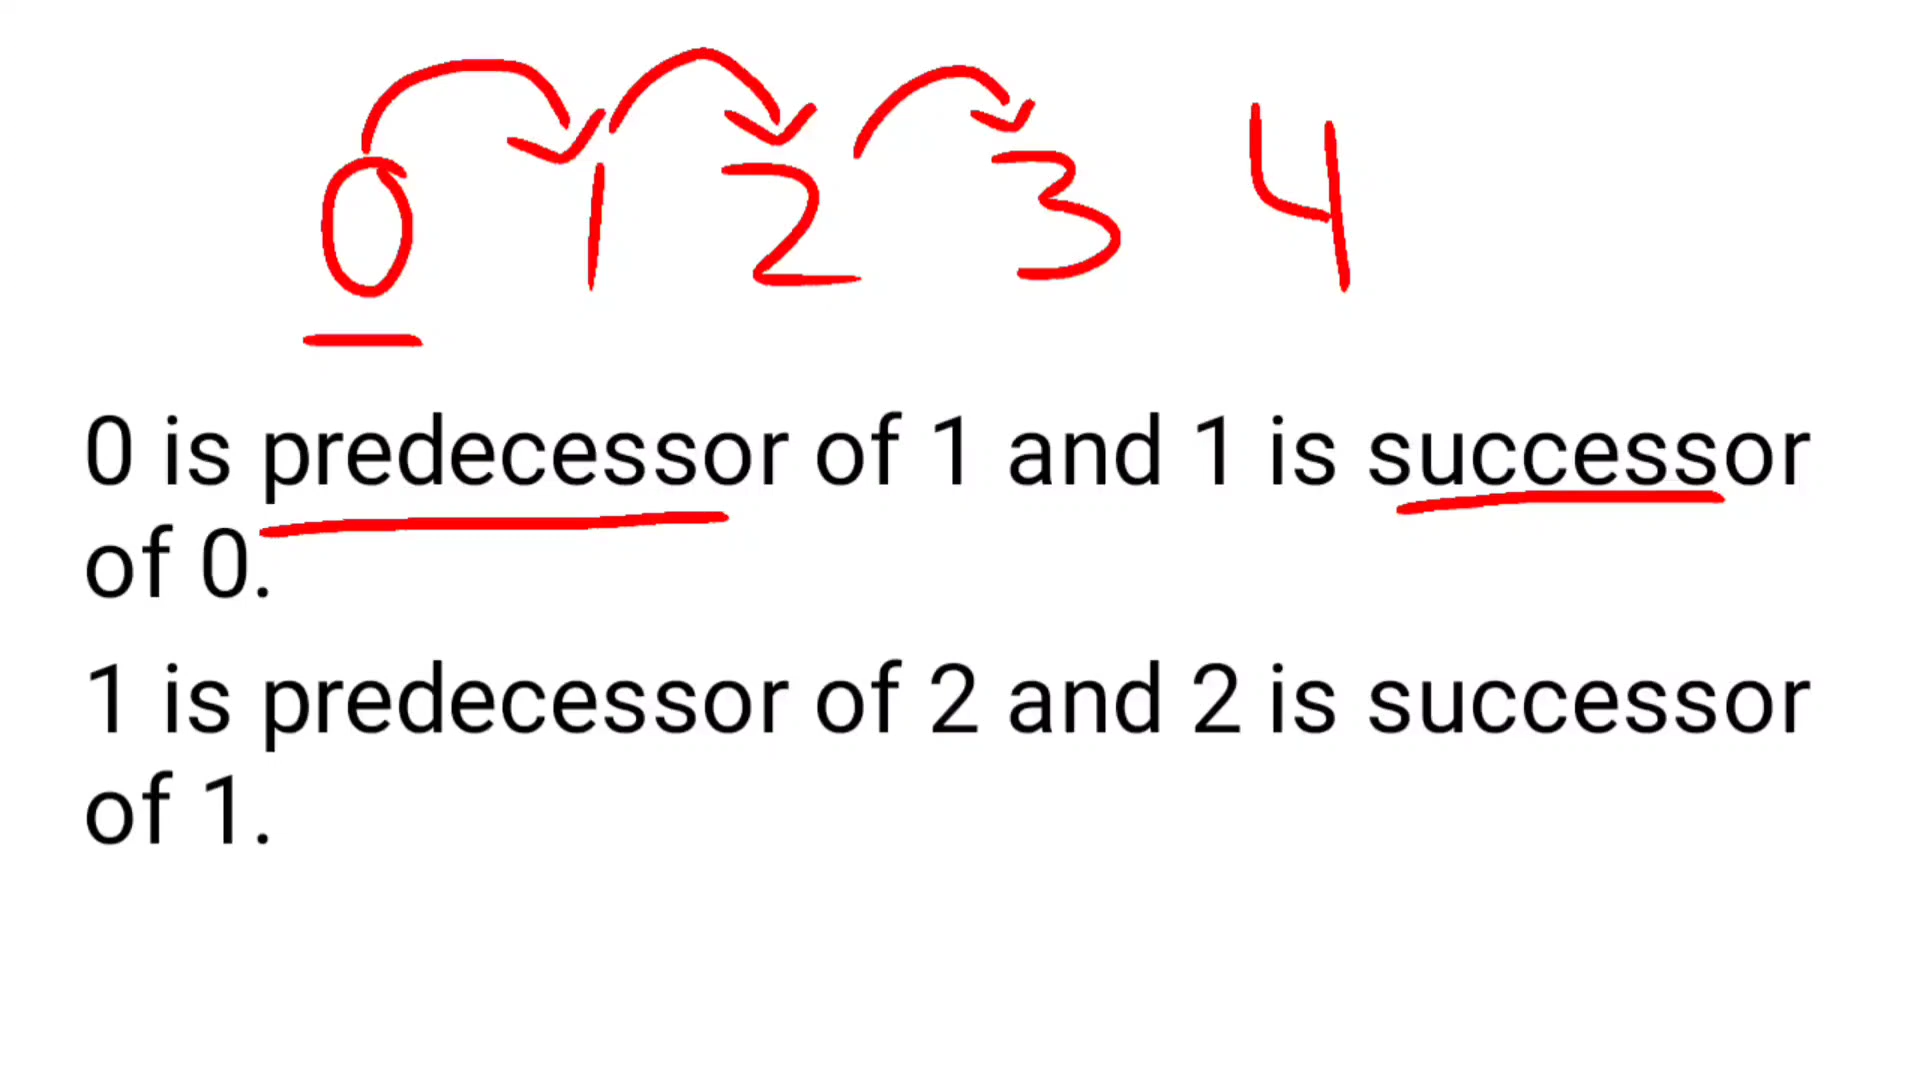 0 1 2 3 4
0 is predecessor of 1 and 1 is successor
of 0.
1 is predecessor of 2 and 2 is successor
of 1.